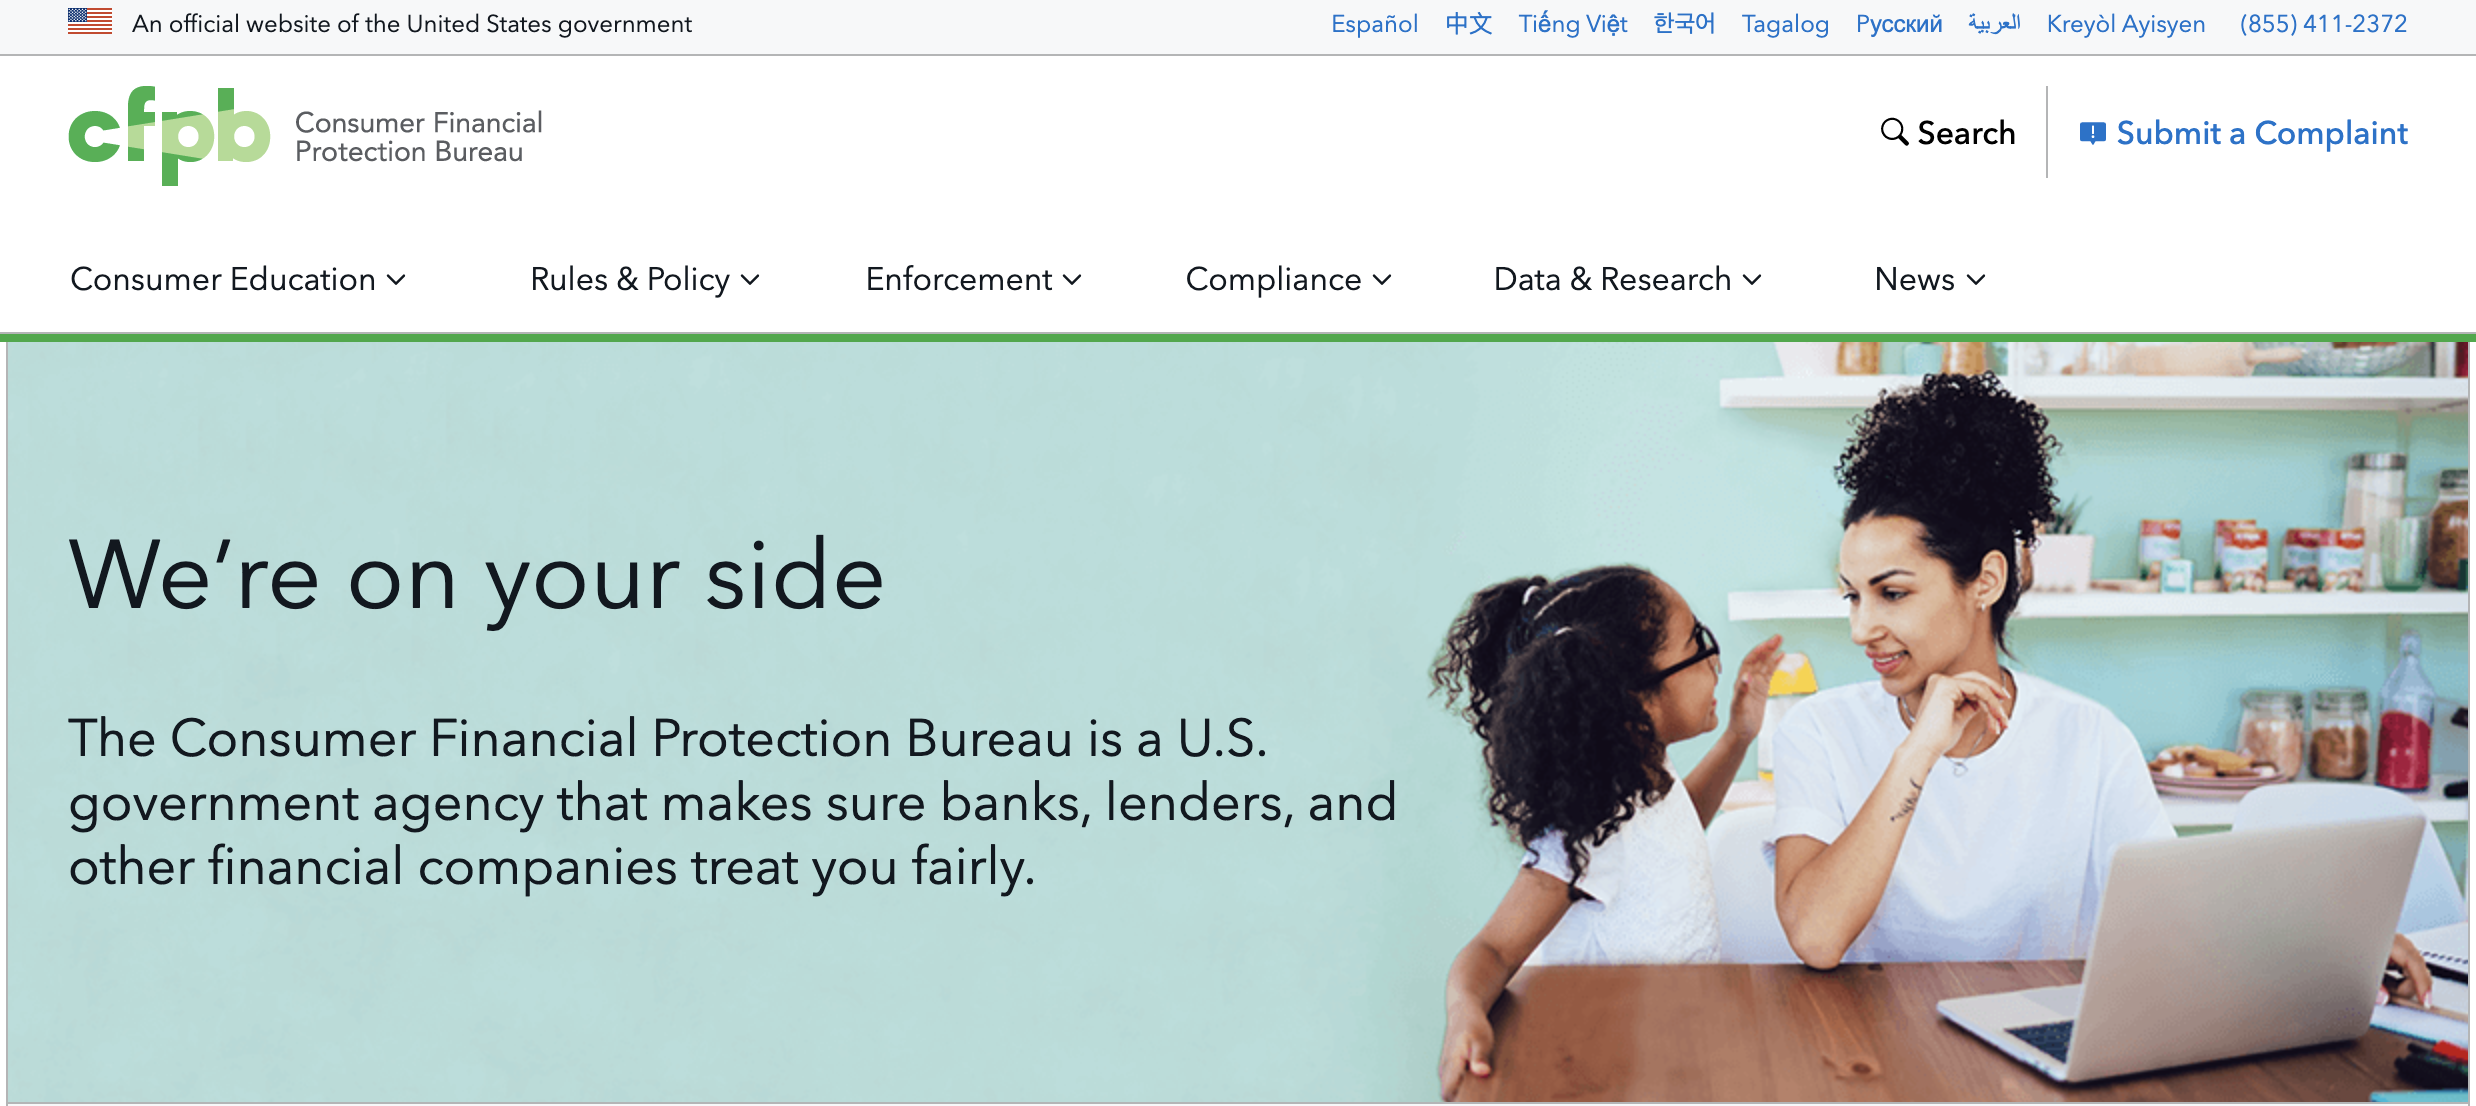 An official website of the United States government
Español 中文 Tiếng Việt 한국어 Tagalog Pусский العربية Kreyòl Ayisyen (855) 411-2372
cfpb Consumer Financial
Protection Bureau
Search
Submit a Complaint
Consumer Education Rules & Policy Enforcement Compliance Data & Research News
We’re on your side
The Consumer Financial Protection Bureau is a U.S.
government agency that makes sure banks, lenders, and
other financial companies treat you fairly.